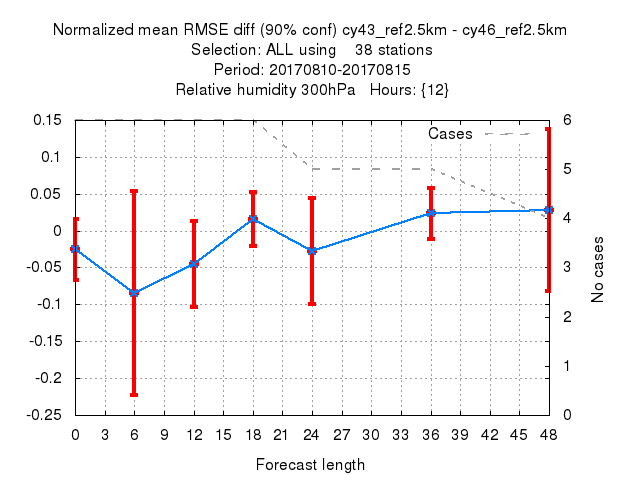 Normalized mean RMSE diff (90% conf) cy43_ref2.5km - cy46_ref2.5km
Selection: ALL using    38 stations
Period: 20170810-20170815
Relative humidity 300hPa   Hours: {12}
Cases
0.15
0.1
0.05
0
-0.05
-0.1
-0.15
-0.2
-0.25
6
5
4
3
2
1
0
No cases
0 3 6 9 12 15 18 21 24 27 30 33 36 39 42 45 48
Forecast length